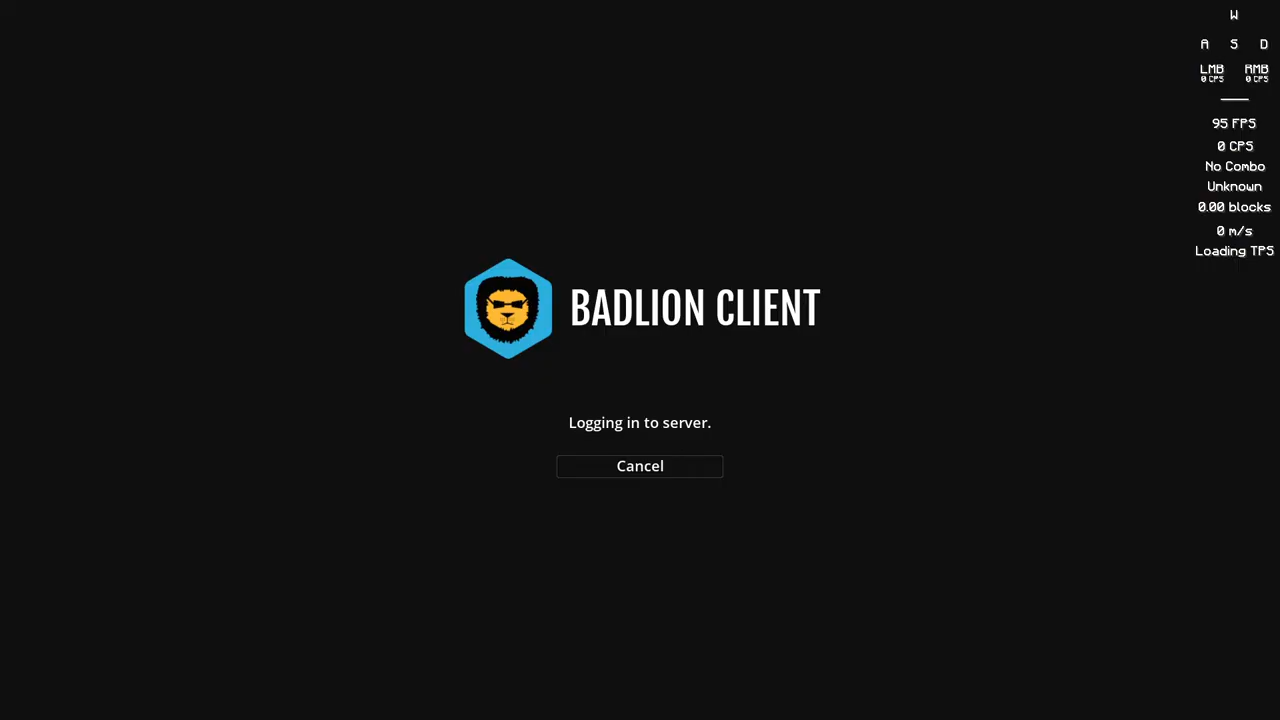 W
A S D
LMB RMB
0 CPS 0 CPS
95 FPS
0 CPS
No Combo
Unknown
0.00 blocks
0 m/s
Loading TPS
BADLION CLIENT
Logging in to server.
Cancel